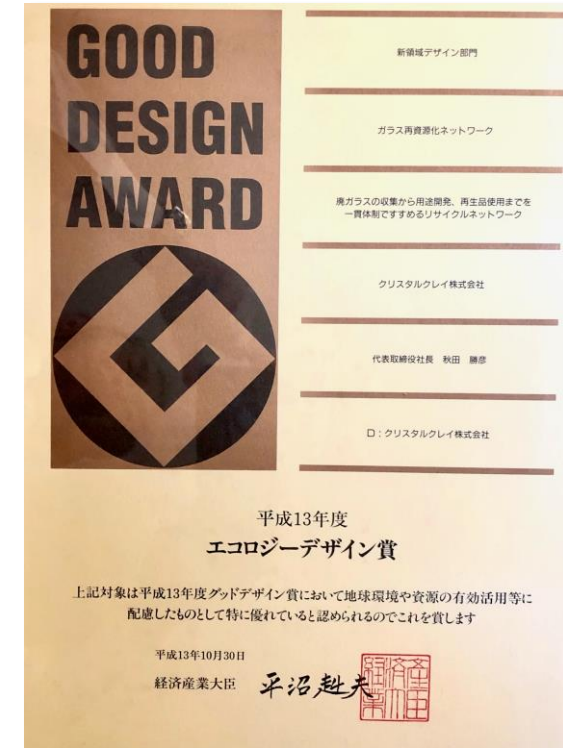 GOOD
DESIGN
AWARD
新領域デザイン部門
ガラス再資源化ネットワーク
廃ガラスの収集から用途開発、再生品使用までを
一貫体制ですすめるリサイクルネットワーク
クリスタルクレイ株式会社
代表取締役社長 秋田 勝彦
D：クリスタルクレイ株式会社
平成13年度
エコロジーデザイン賞
上記対象は平成13年度グッドデザイン賞において地球環境や資源の有効活用等に
配慮したものとして特に優れていると認められるのでこれを賞します
平成13年10月30日
経済産業大臣 平沼赳夫